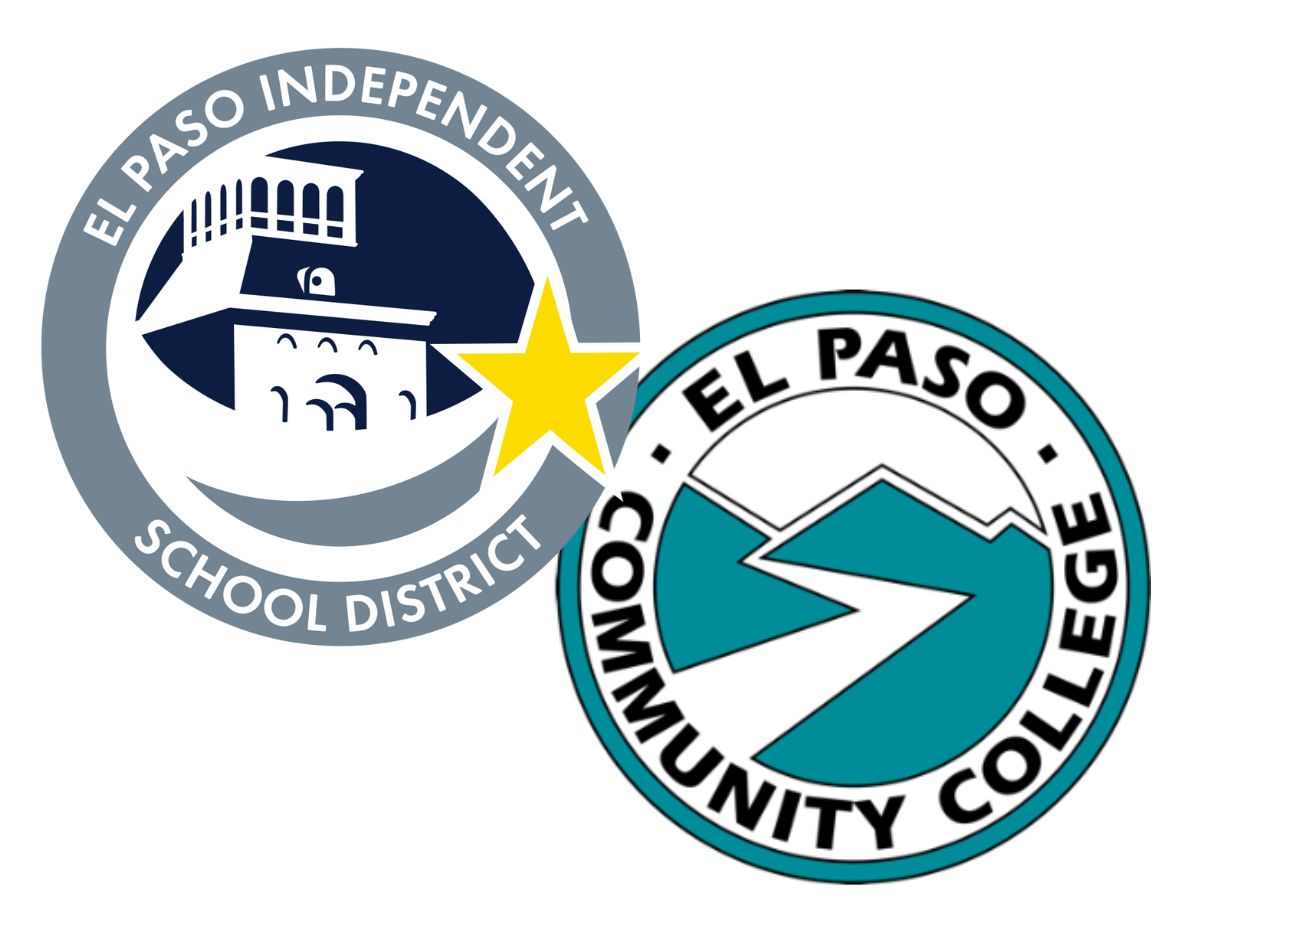 EL PASO INDEPENDENT
SCHOOL DISTRICT
· EL PASO ·
COMMUNITY COLLEGE